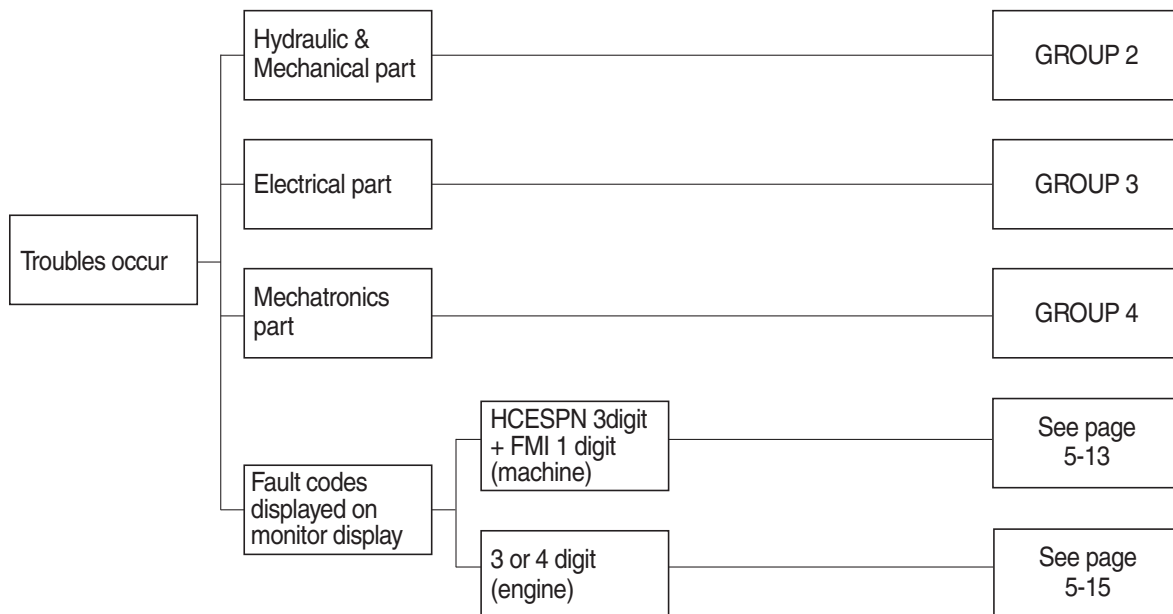 Hydraulic &
Mechanical part
GROUP 2
Electrical part
GROUP 3
Troubles occur
Mechatronics
part
GROUP 4
HCESPN 3digit
+ FMI 1 digit
(machine)
See page
5-13
Fault codes
displayed on
monitor display
3 or 4 digit
(engine)
See page
5-15